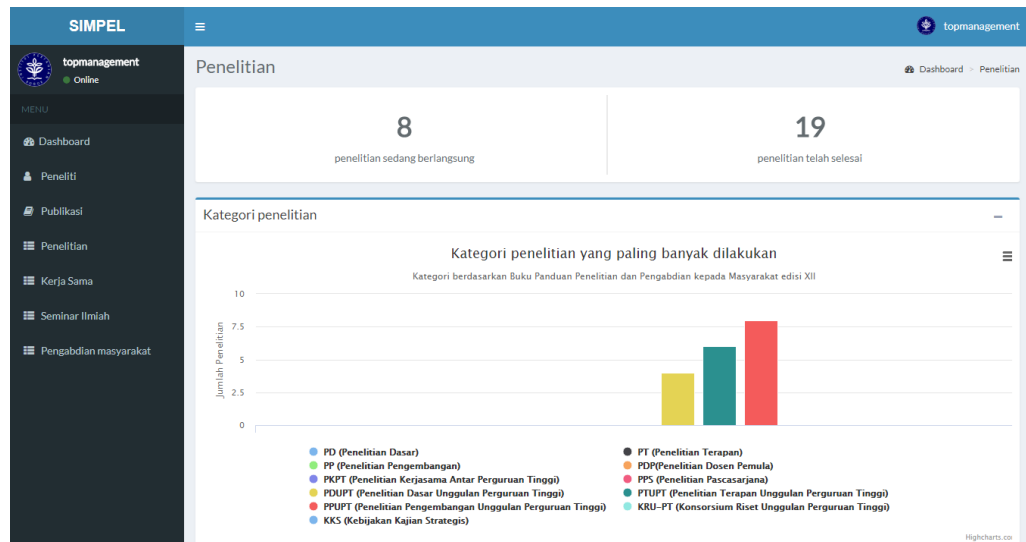 SIMPEL
topmanagement
topmanagement
Online
MENU
Dashboard
Peneliti
Publikasi
Penelitian
Kerja Sama
Seminar Ilmiah
Pengabdian masyarakat
Penelitian
Dashboard > Penelitian
8
penelitian sedang berlangsung
19
penelitian telah selesai
Kategori penelitian
Kategori penelitian yang paling banyak dilakukan
Kategori berdasarkan Buku Panduan Penelitian dan Pengabdian kepada Masyarakat edisi XII
Jumlah Penelitian
10
7.5
5
2.5
0
PD (Penelitian Dasar)
PT (Penelitian Terapan)
PP (Penelitian Pengembangan)
PDP(Penelitian Dosen Pemula)
PKPT (Penelitian Kerjasama Antar Perguruan Tinggi)
PPS (Penelitian Pascasarjana)
PDUPT (Penelitian Dasar Unggulan Perguruan Tinggi)
PTUPT (Penelitian Terapan Unggulan Perguruan Tinggi)
PPUPT (Penelitian Pengembangan Unggulan Perguruan Tinggi)
KRU-PT (Konsorsium Riset Unggulan Perguruan Tinggi)
KKS (Kebijakan Kajian Strategis)
Highcharts.co